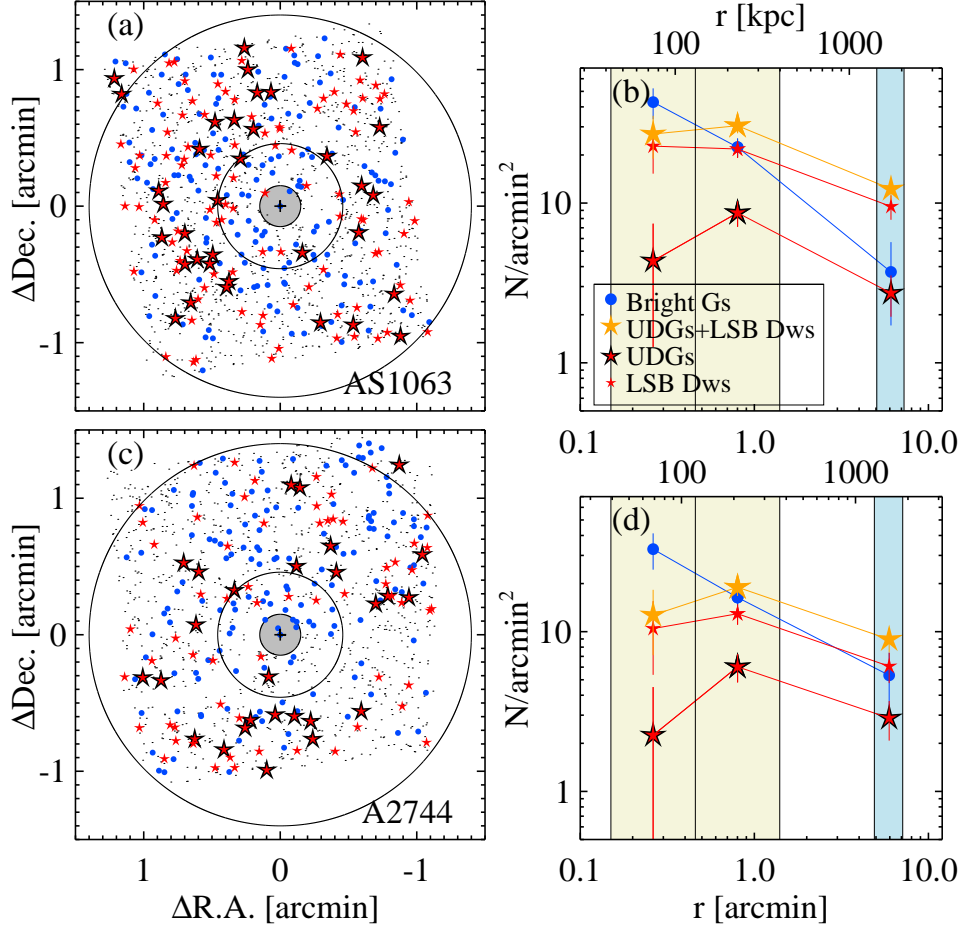 (a)
1
0
-1
ΔDec. [arcmin]
AS1063
r [kpc]
100
1000
(b)
10
1
N/arcmin²
Bright Gs
UDGs+LSB Dws
UDGs
LSB Dws
0.1
1.0
10.0
(c)
1
0
-1
ΔDec. [arcmin]
A2744
1
0
-1
ΔR.A. [arcmin]
100
1000
(d)
10
1
N/arcmin²
0.1
1.0
10.0
r [arcmin]